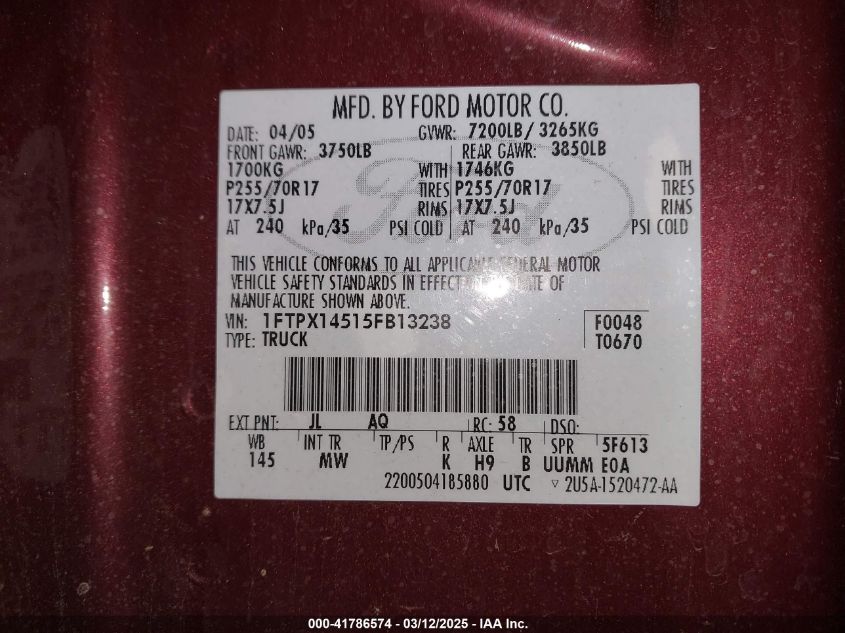 MFD. BY FORD MOTOR CO.
DATE: 04/05 GVWR: 7200LB/ 3265KG
FRONT GAWR: 3750LB REAR GAWR: 3850LB
1700KG WITH 1746KG WITH
P255/70R17 TIRES P255/70R17 TIRES
17X7.5J RIMS 17X7.5J RIMS
AT 240 kPa/35 PSI COLD AT 240 kPa/35 PSI COLD
Ford
THIS VEHICLE CONFORMS TO ALL APPLICABLE FEDERAL MOTOR
VEHICLE SAFETY STANDARDS IN EFFECT ON THE DATE OF
MANUFACTURE SHOWN ABOVE.
VIN: 1FTPX14515FB13238 F0048
TYPE: TRUCK T0670
EXT PNT: JL AQ RC: 58 DSO:
WB INT TR TP/PS R AXLE TR SPR 5F613
145 MW K H9 B UUMM EOA
2200504185880 UTC ▽ 2U5A-1520472-AA
000-41786574 - 03/12/2025 - IAA Inc.